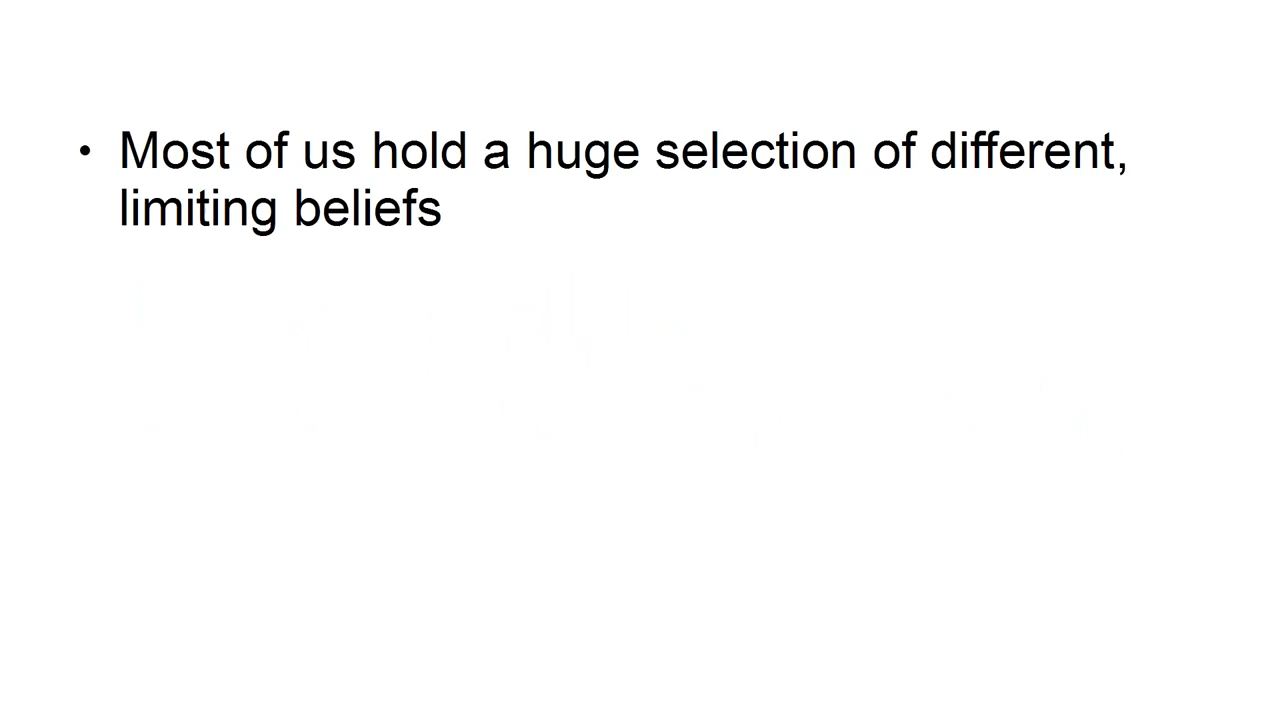 • Most of us hold a huge selection of different,
limiting beliefs